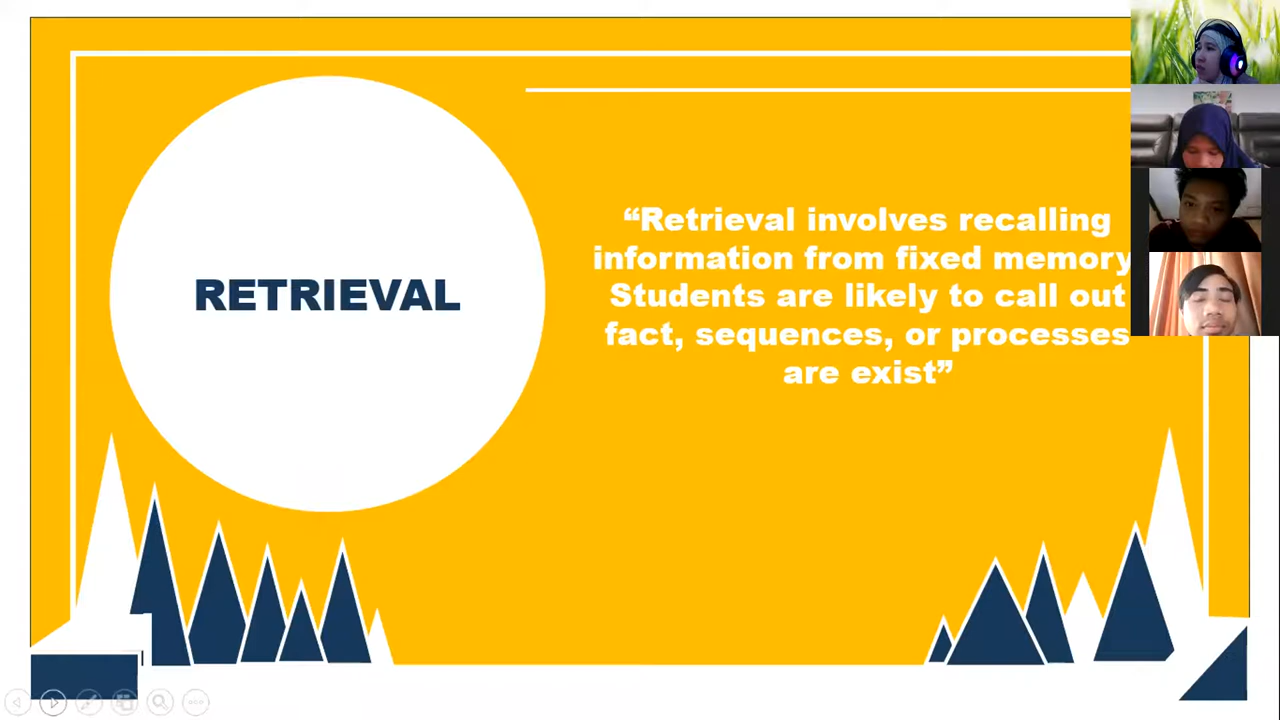 RETRIEVAL
“Retrieval involves recalling
information from fixed memory
Students are likely to call out
fact, sequences, or processes
are exist”